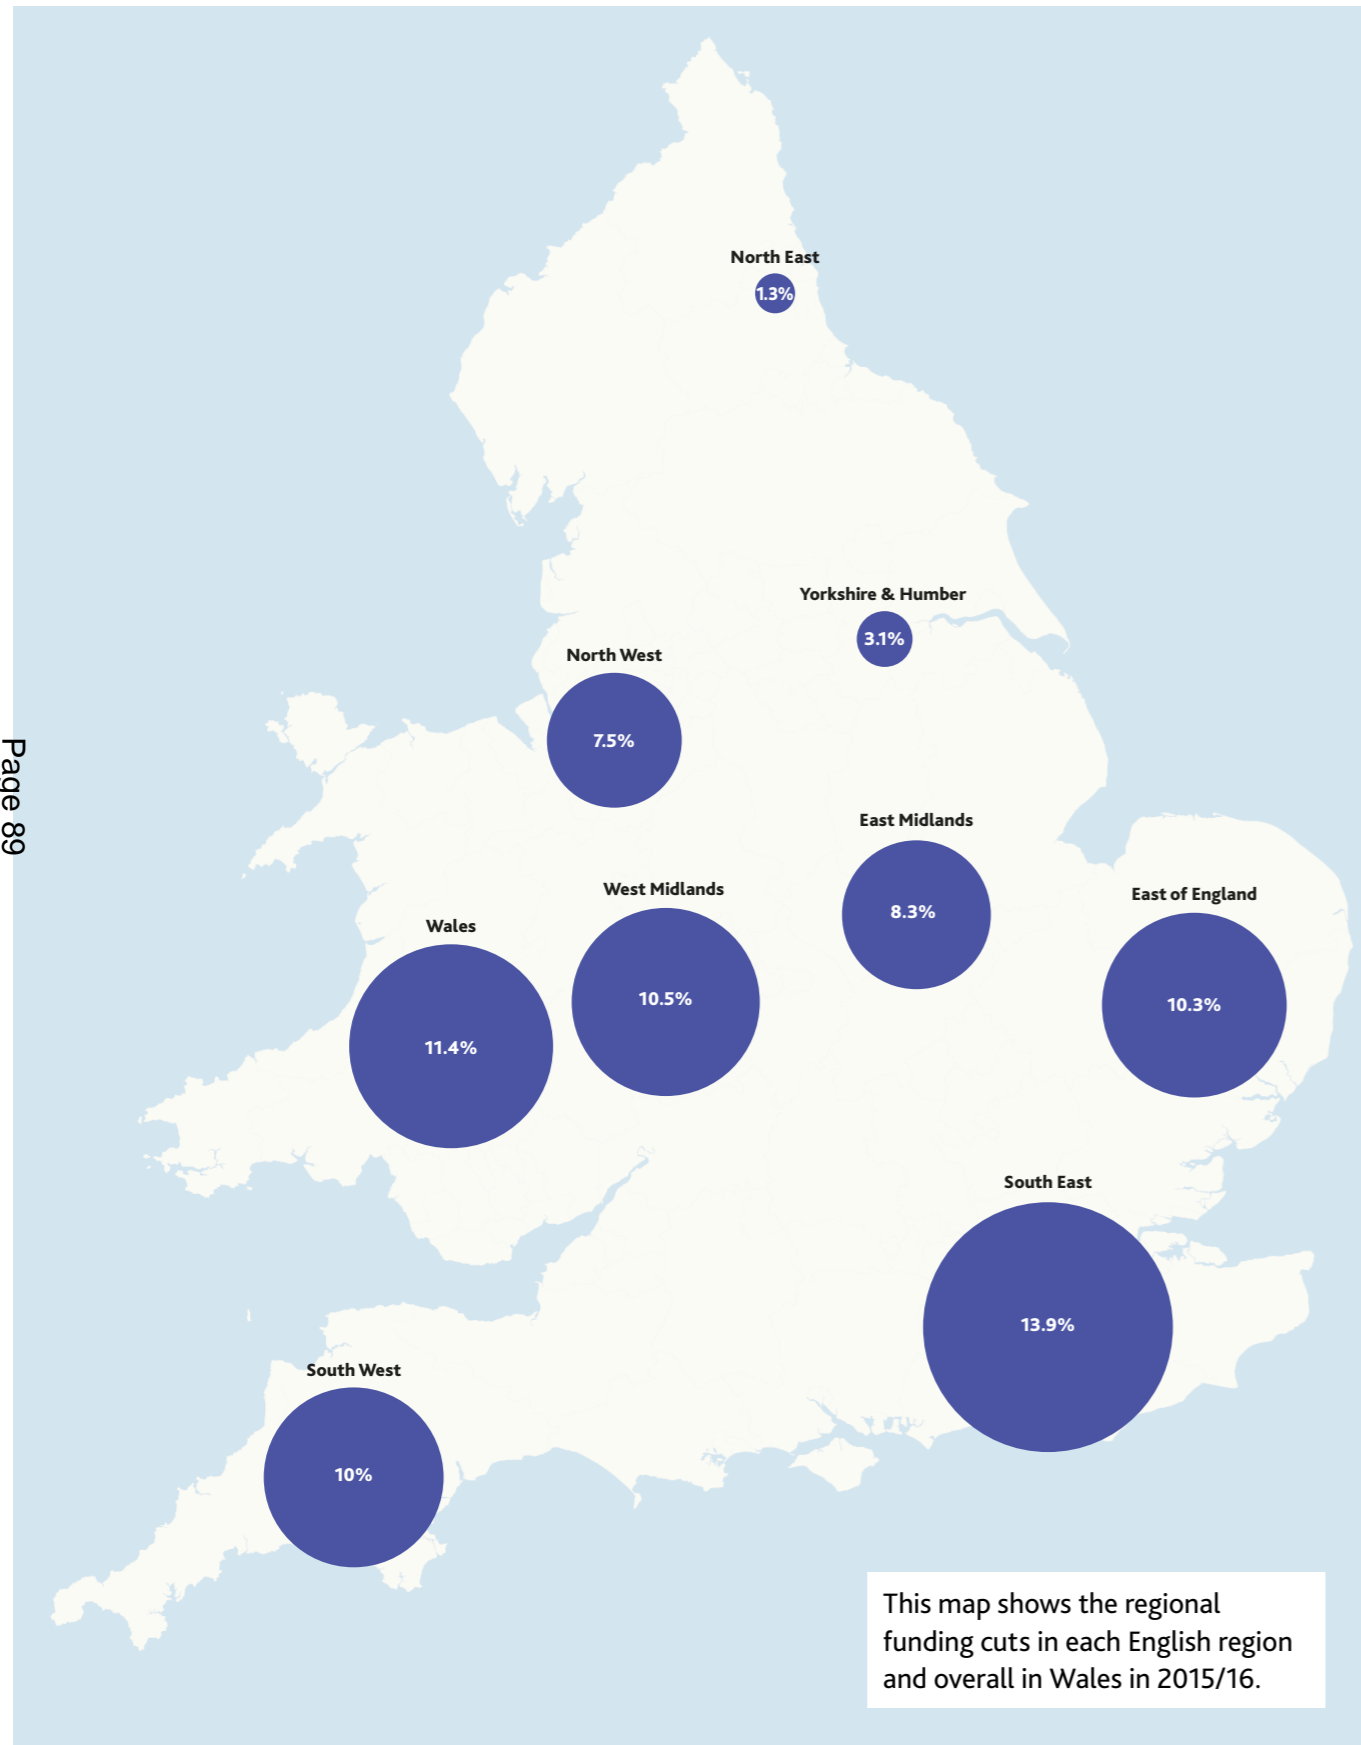 North East
1.3%
Yorkshire & Humber
3.1%
North West
7.5%
East Midlands
8.3%
West Midlands
10.5%
East of England
10.3%
Wales
11.4%
South East
13.9%
South West
10%
This map shows the regional
funding cuts in each English region
and overall in Wales in 2015/16.
Page 89